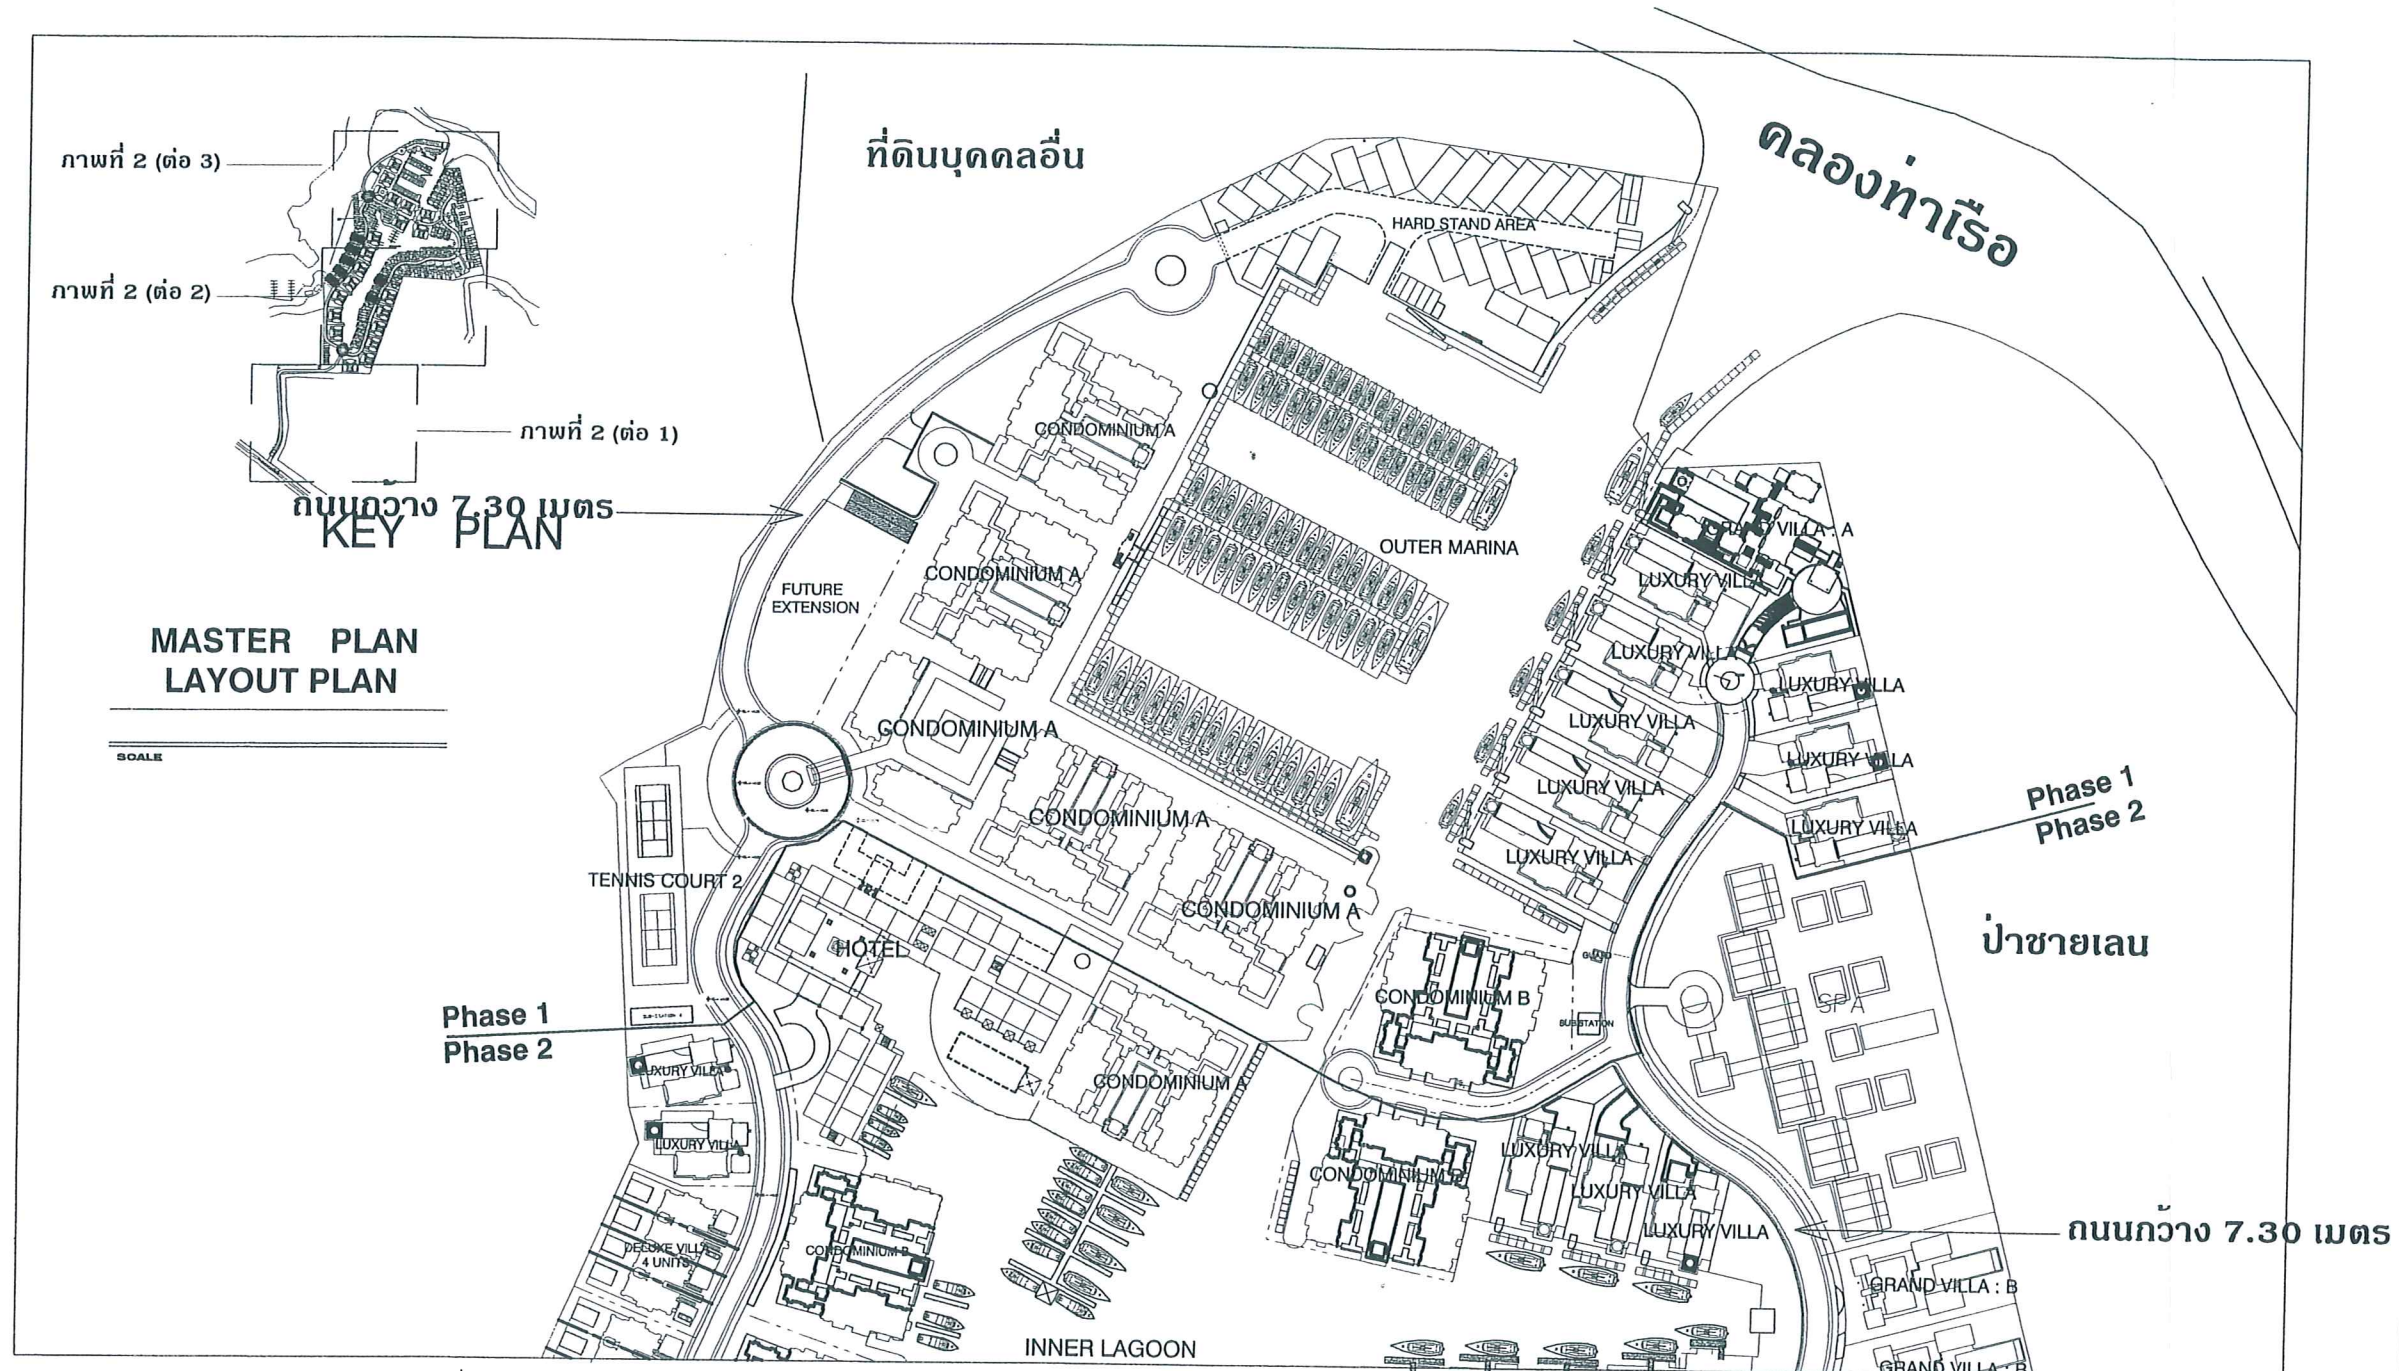 ภาพที่ 2 (ต่อ 3)
ภาพที่ 2 (ต่อ 2)
ภาพที่ 2 (ต่อ 1)
ถนนกว้าง 7.30 เมตร
KEY PLAN
MASTER PLAN
LAYOUT PLAN
SCALE
ที่ดินบุคคลอื่น
คลองท่าเรือ
HARD STAND AREA
CONDOMINIUM A
OUTER MARINA
GRAND VILLA : A
CONDOMINIUM A
LUXURY VILLA
FUTURE
EXTENSION
LUXURY VILLA
LUXURY VILLA
LUXURY VILLA
CONDOMINIUM A
LUXURY VILLA
LUXURY VILLA
Phase 1
Phase 2
CONDOMINIUM A
LUXURY VILLA
LUXURY VILLA
TENNIS COURT 2
CONDOMINIUM A
HOTEL
ป่าชายเลน
GUARD
CONDOMINIUM B
SPA
SUBSTATION
Phase 1
Phase 2
LUXURY VILLA
CONDOMINIUM A
LUXURY VILLA
LUXURY VILLA
CONDOMINIUM B
LUXURY VILLA
LUXURY VILLA
ถนนกว้าง 7.30 เมตร
DELUXE VILLA
4 UNITS
CONDOMINIUM B
GRAND VILLA : B
INNER LAGOON
GRAND VILLA : B